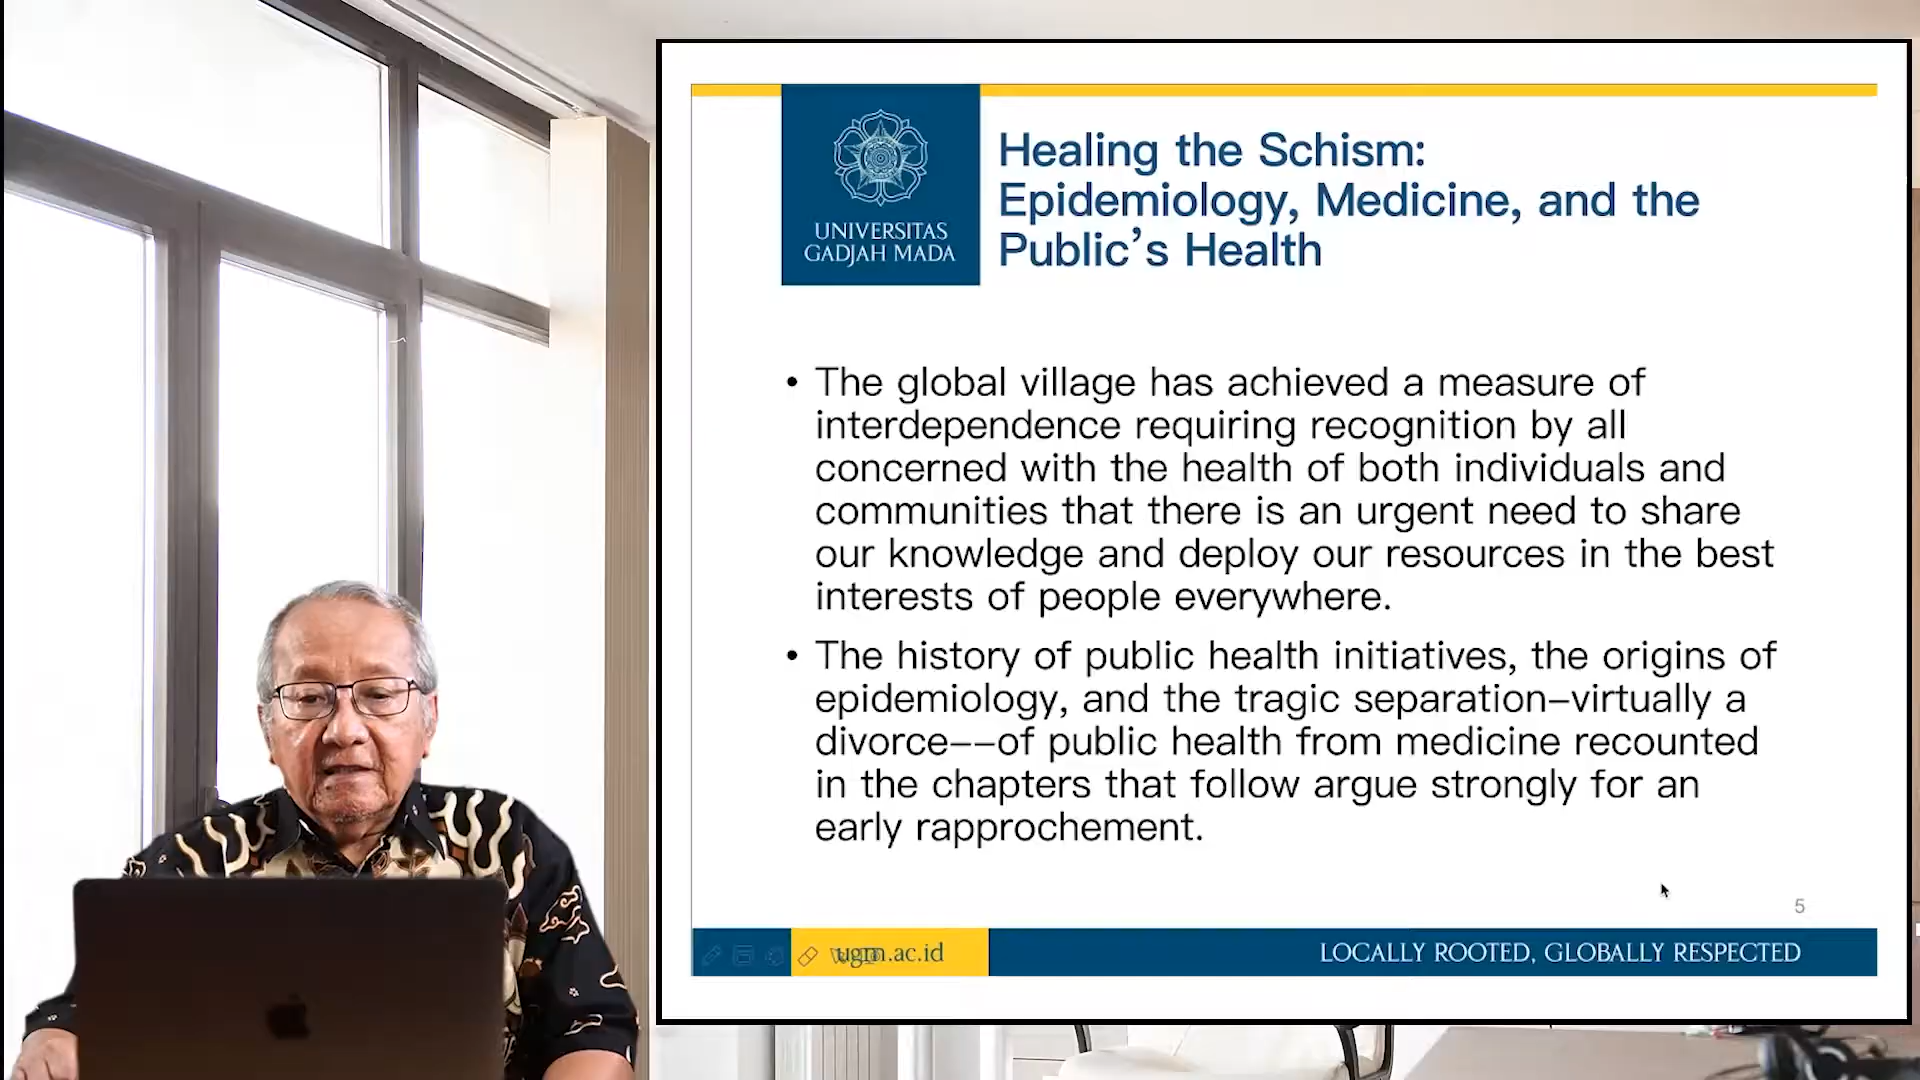 UNIVERSITAS
GADJAH MADA
Healing the Schism:
Epidemiology, Medicine, and the
Public’s Health
• The global village has achieved a measure of
interdependence requiring recognition by all
concerned with the health of both individuals and
communities that there is an urgent need to share
our knowledge and deploy our resources in the best
interests of people everywhere.
• The history of public health initiatives, the origins of
epidemiology, and the tragic separation–virtually a
divorce––of public health from medicine recounted
in the chapters that follow argue strongly for an
early rapprochement.
5
ugm.ac.id
LOCALLY ROOTED, GLOBALLY RESPECTED